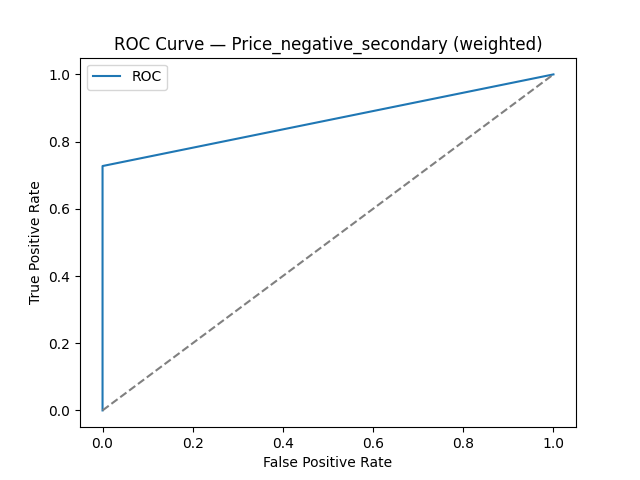 ROC Curve — Price_negative_secondary (weighted)
ROC
1.0
0.8
0.6
0.4
0.2
0.0
True Positive Rate
0.0 0.2 0.4 0.6 0.8 1.0
False Positive Rate